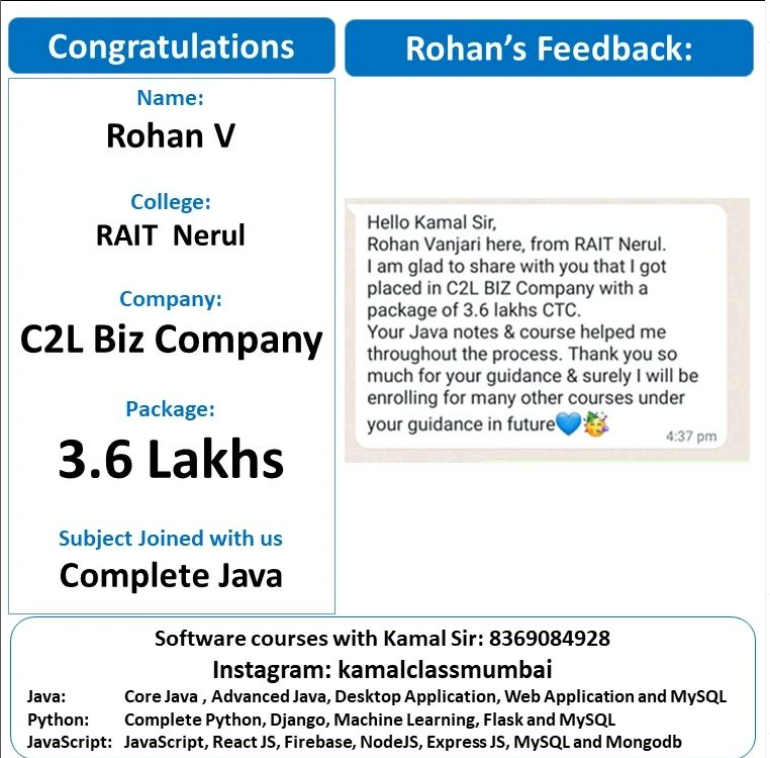 Congratulations
Name:
Rohan V
College:
RAIT Nerul
Company:
C2L Biz Company
Package:
3.6 Lakhs
Subject Joined with us
Complete Java
Rohan’s Feedback:
Hello Kamal Sir,
Rohan Vanjari here, from RAIT Nerul.
I am glad to share with you that I got
placed in C2L BIZ Company with a
package of 3.6 lakhs CTC.
Your Java notes & course helped me
throughout the process. Thank you so
much for your guidance & surely I will be
enrolling for many other courses under
your guidance in future💙🥳
4:37 pm
Software courses with Kamal Sir: 8369084928
Instagram: kamalclassmumbai
Java: Core Java , Advanced Java, Desktop Application, Web Application and MySQL
Python: Complete Python, Django, Machine Learning, Flask and MySQL
JavaScript: JavaScript, React JS, Firebase, NodeJS, Express JS, MySQL and Mongodb